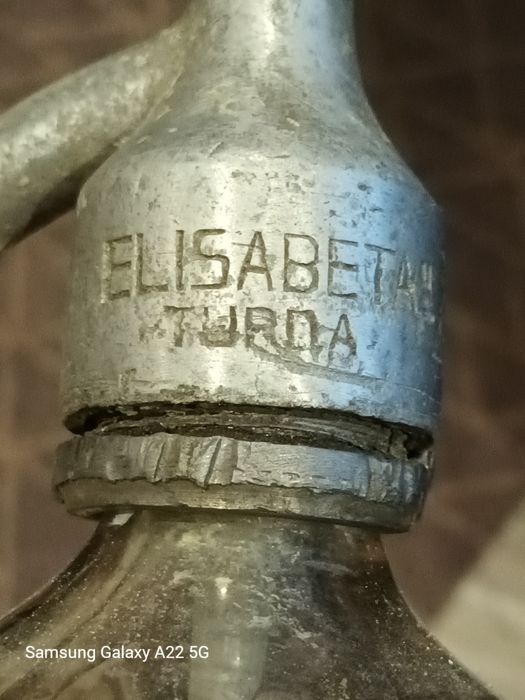 ELISABETA
TURDA
Samsung Galaxy A22 5G